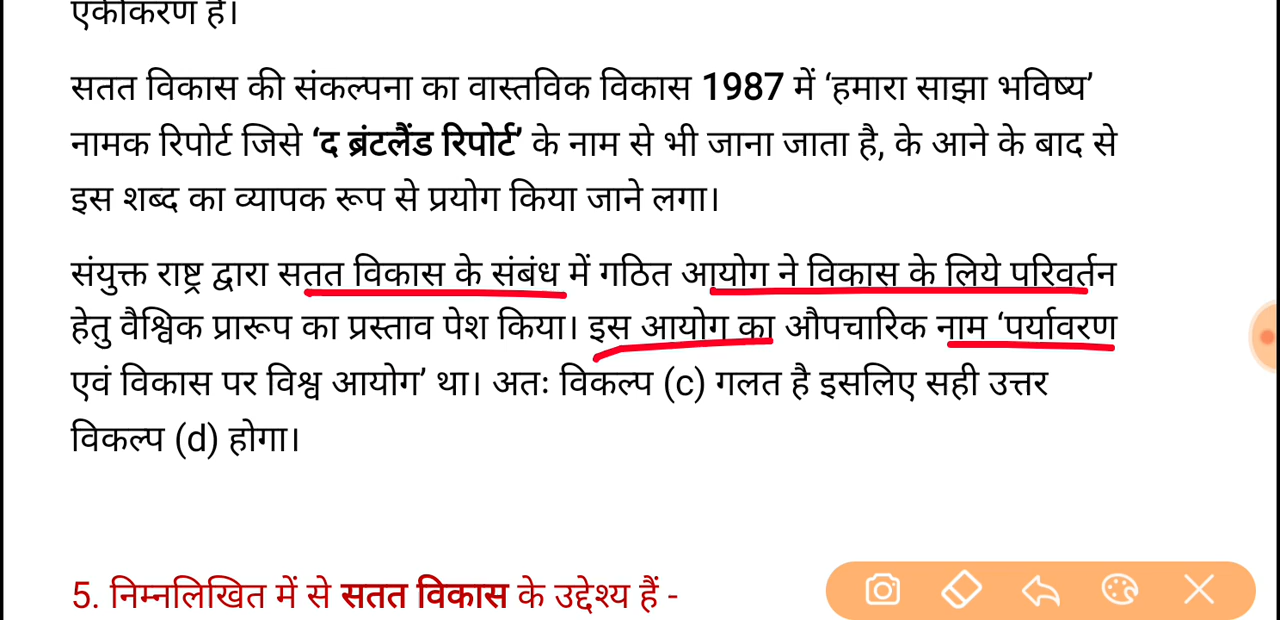 एकीकरण है।
सतत विकास की संकल्पना का वास्तविक विकास 1987 में ‘हमारा साझा भविष्य’
नामक रिपोर्ट जिसे ‘द ब्रंटलैंड रिपोर्ट’ के नाम से भी जाना जाता है, के आने के बाद से
इस शब्द का व्यापक रूप से प्रयोग किया जाने लगा।
संयुक्त राष्ट्र द्वारा सतत विकास के संबंध में गठित आयोग ने विकास के लिये परिवर्तन
हेतु वैश्विक प्रारूप का प्रस्ताव पेश किया। इस आयोग का औपचारिक नाम ‘पर्यावरण
एवं विकास पर विश्व आयोग’ था। अतः विकल्प (c) गलत है इसलिए सही उत्तर
विकल्प (d) होगा।
5. निम्नलिखित में से सतत विकास के उद्देश्य हैं -